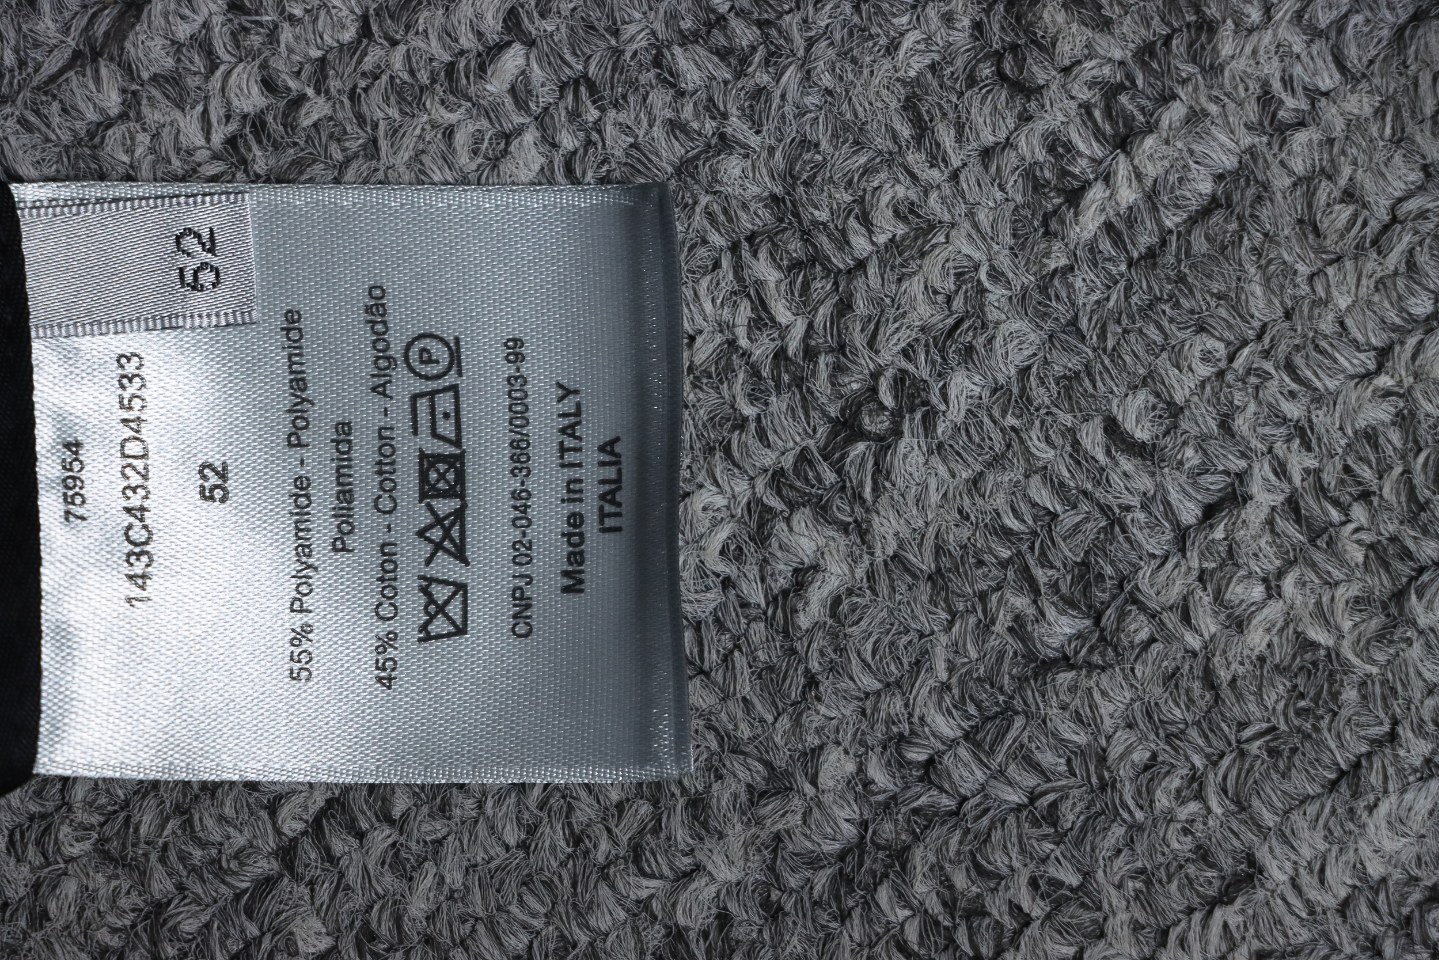 52
75954
143C432D4533
52
55% Polyamide - Polyamide
Poliamida
45% Coton - Cotton - Algodão
P
CNPJ 02-046-366/0003-99
Made in ITALY
ITALIA